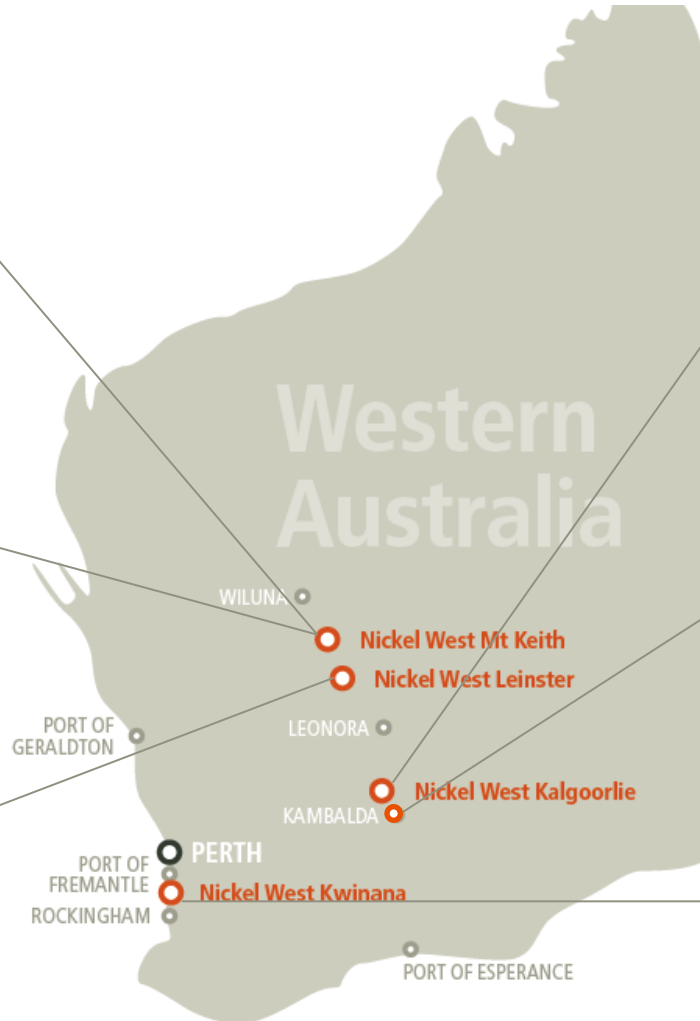 Western
Australia
WILUNA
Nickel West Mt Keith
Nickel West Leinster
LEONORA
PORT OF
GERALDTON
Nickel West Kalgoorlie
KAMBALDA
PERTH
PORT OF
FREMANTLE
Nickel West Kwinana
ROCKINGHAM
PORT OF ESPERANCE